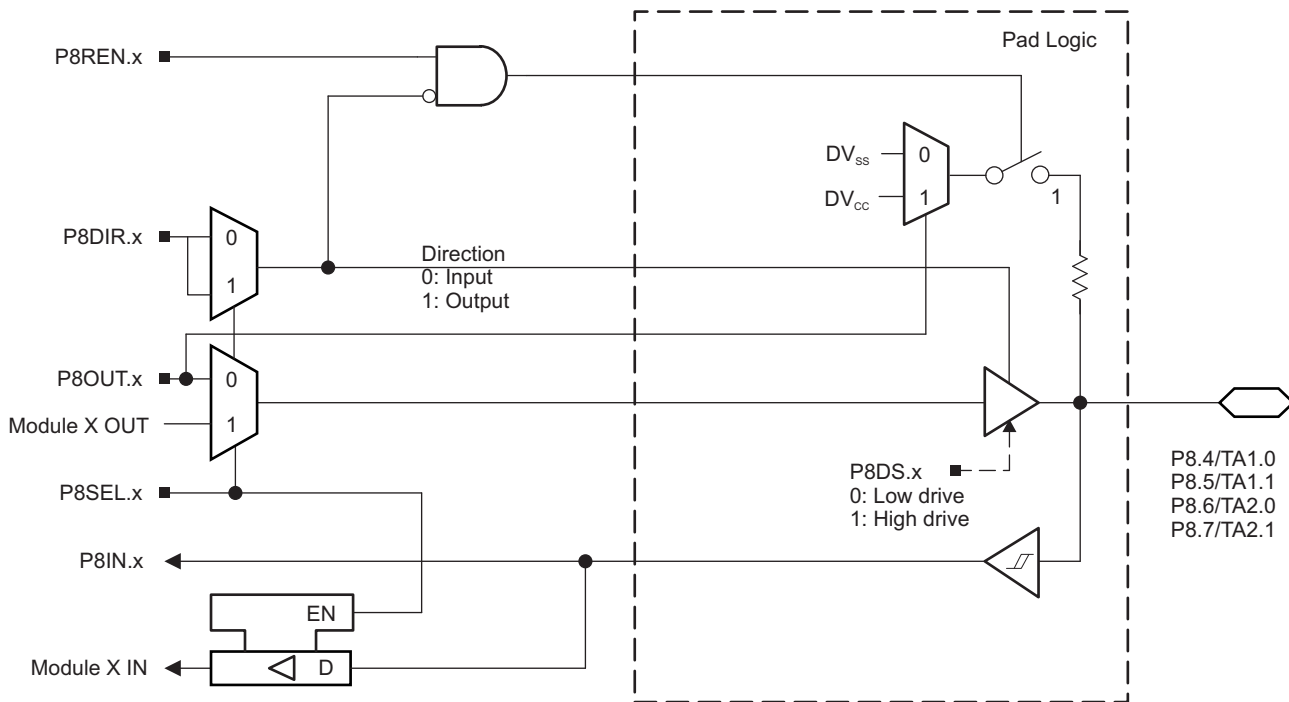 Pad Logic
P8REN.x
DVSS
0
DVCC
1
1
P8DIR.x
0
1
Direction
0: Input
1: Output
P8OUT.x
0
Module X OUT
1
P8DS.x
0: Low drive
1: High drive
P8.4/TA1.0
P8.5/TA1.1
P8.6/TA2.0
P8.7/TA2.1
P8SEL.x
P8IN.x
EN
Module X IN
D